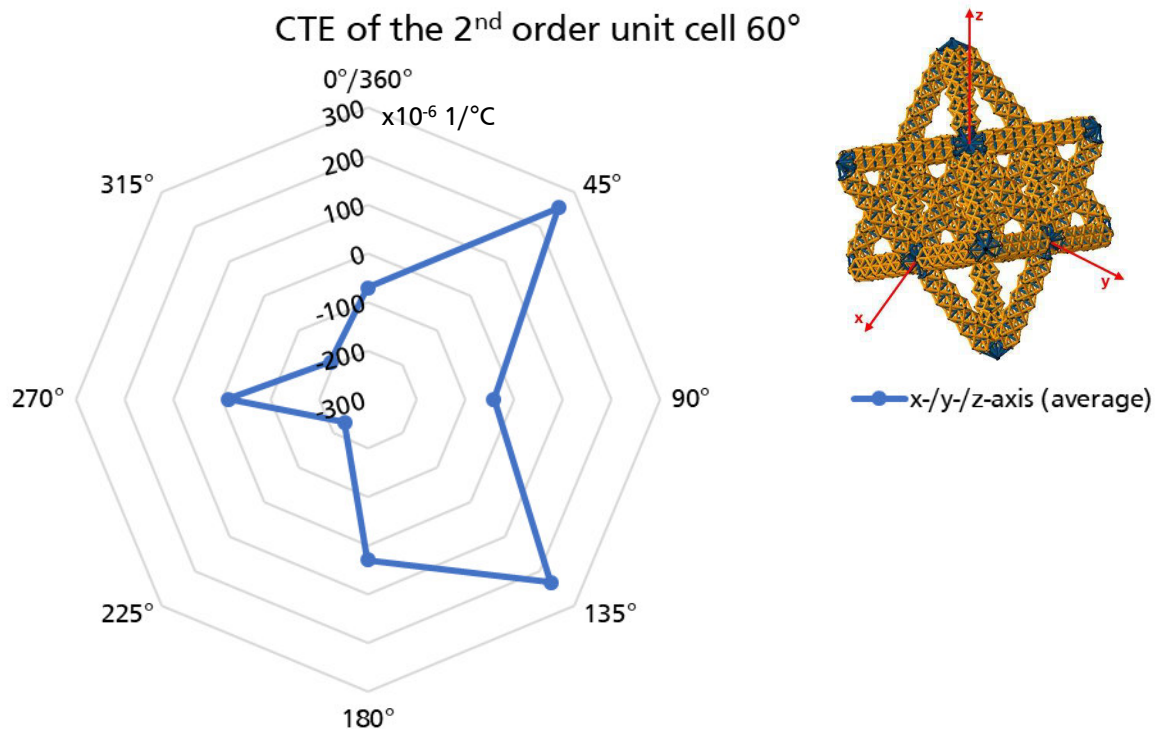 CTE of the 2nd order unit cell 60°
z
0°/360°
300
x10-6 1/°C
200
315°
45°
100
0
y
-100
x
-200
270°
-300
90°
x-/y-/z-axis (average)
225°
135°
180°